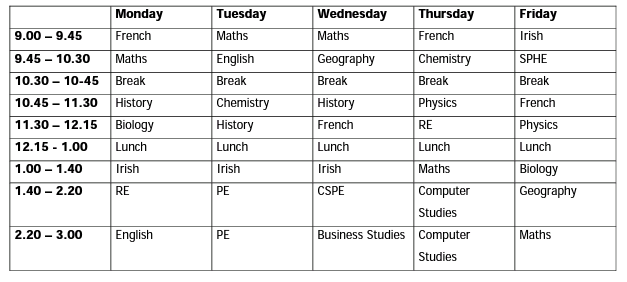 Monday Tuesday Wednesday Thursday Friday
9.00 – 9.45 French Maths Maths French Irish
9.45 – 10.30 Maths English Geography Chemistry SPHE
10.30 – 10-45 Break Break Break Break Break
10.45 – 11.30 History Chemistry History Physics French
11.30 – 12.15 Biology History French RE Physics
12.15 - 1.00 Lunch Lunch Lunch Lunch Lunch
1.00 – 1.40 Irish Irish Irish Maths Biology
1.40 – 2.20 RE PE CSPE Computer Geography
Studies
2.20 – 3.00 English PE Business Studies Computer Maths
Studies